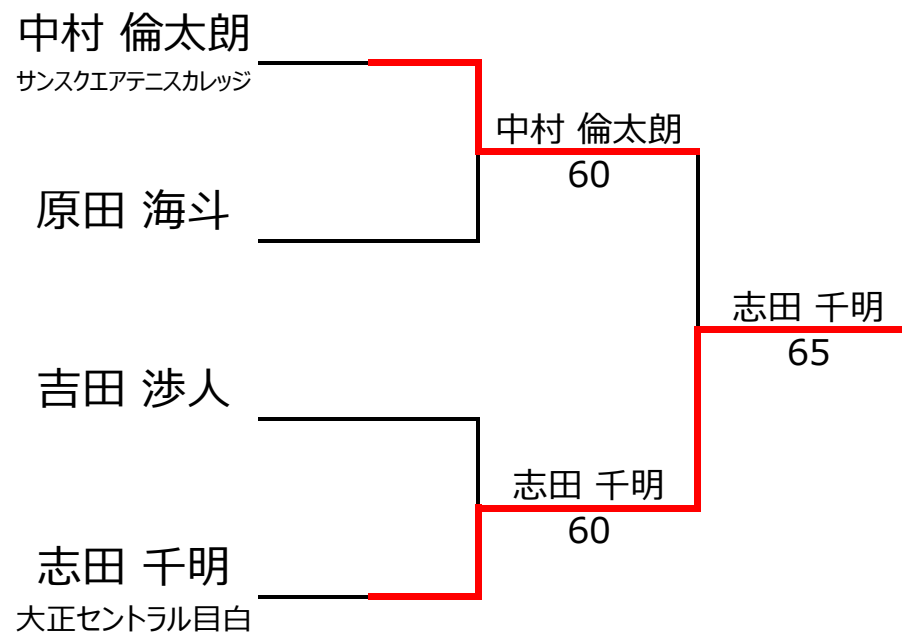 中村 倫太朗
サンスクエアテニスカレッジ
中村 倫太朗
60
原田 海斗
志田 千明
65
吉田 渉人
志田 千明
60
志田 千明
大正セントラル目白